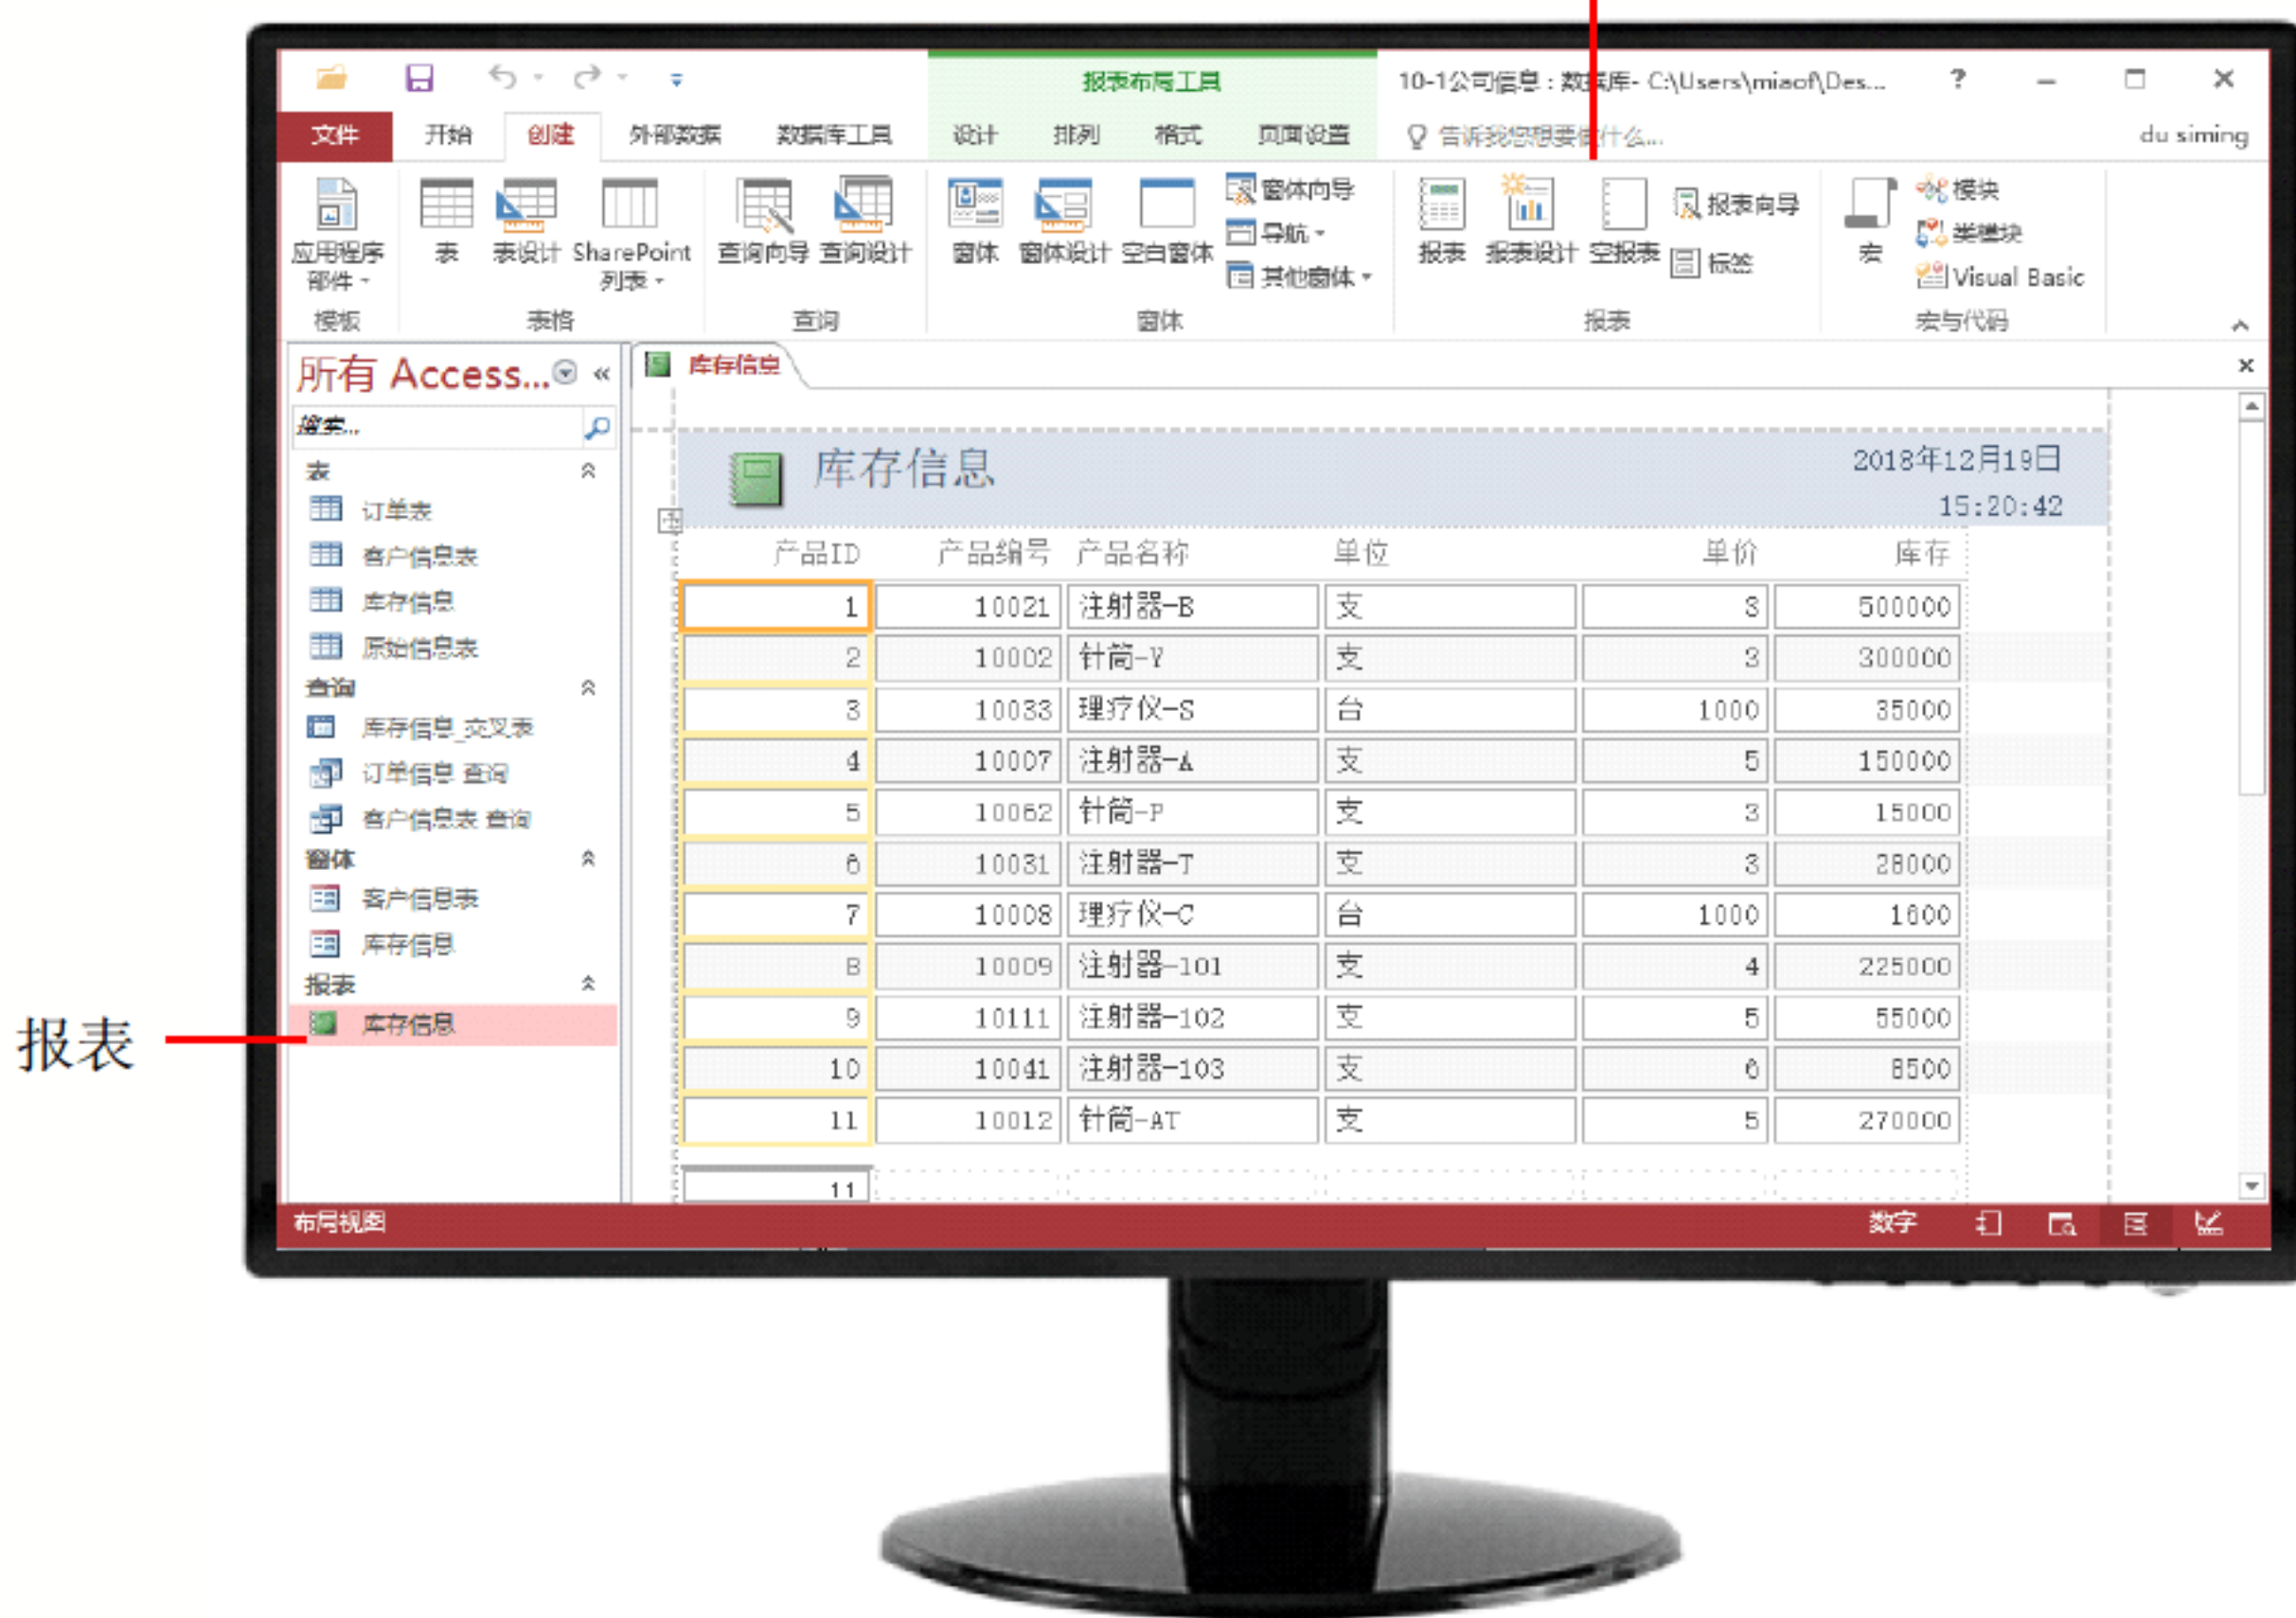 报表布局工具 10-1公司信息 : 数据库- C:\Users\miaof\Des... ?
文件 开始 创建 外部数据 数据库工具 设计 排列 格式 页面设置 告诉我您想要做什么... du siming
应用程序部件 表 表设计 SharePoint列表 查询向导 查询设计 窗体 窗体设计 空白窗体 窗体向导 导航 其他窗体 报表 报表设计 空报表 报表向导 标签 宏 模块 类模块 Visual Basic
模板 表格 查询 窗体 报表 宏与代码
所有 Access... «
搜索...
表
订单表
客户信息表
库存信息
原始信息表
查询
库存信息_交叉表
订单信息 查询
客户信息表 查询
窗体
客户信息表
库存信息
报表
库存信息
报表
库存信息
库存信息 2018年12月19日
15:20:42
产品ID 产品编号 产品名称 单位 单价 库存
1 10021 注射器-B 支 3 500000
2 10002 针筒-Y 支 3 300000
3 10033 理疗仪-S 台 1000 35000
4 10007 注射器-A 支 5 150000
5 10062 针筒-P 支 3 15000
6 10031 注射器-T 支 3 28000
7 10008 理疗仪-C 台 1000 1600
8 10009 注射器-101 支 4 225000
9 10111 注射器-102 支 5 55000
10 10041 注射器-103 支 6 8500
11 10012 针筒-AT 支 5 270000
11
布局视图 数字